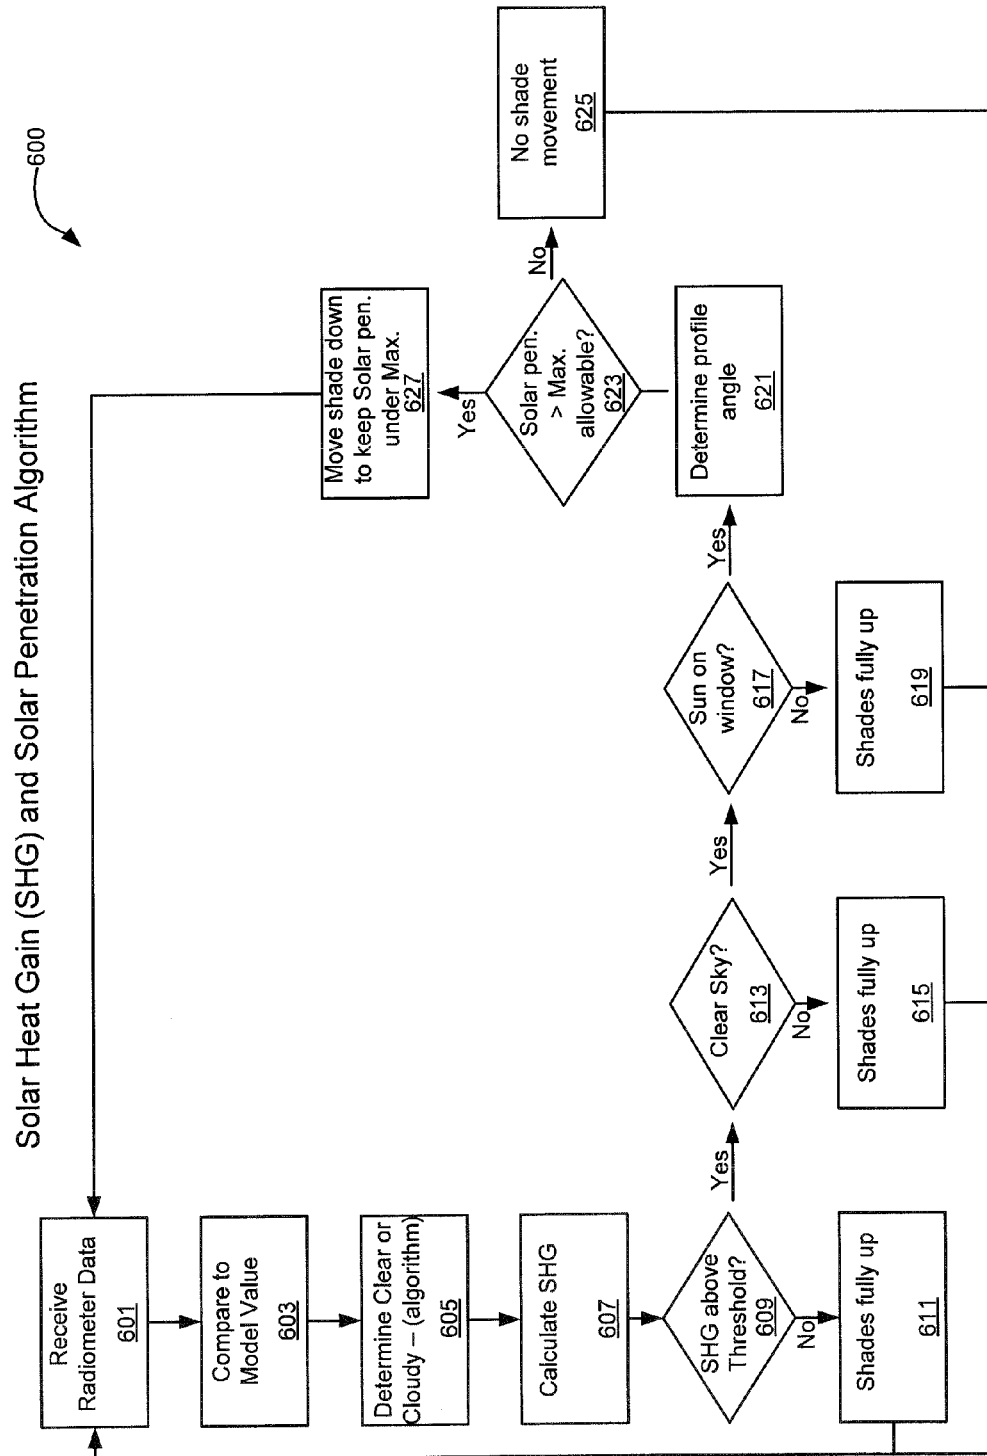 Solar Heat Gain (SHG) and Solar Penetration Algorithm
600
Receive
Radiometer Data
601
Compare to
Model Value
603
Determine Clear or
Cloudy – (algorithm)
605
Calculate SHG
607
SHG above
Threshold?
609
No
Shades fully up
611
Yes
Clear Sky?
613
No
Shades fully up
615
Yes
Sun on
window?
617
No
Shades fully up
619
Yes
Determine profile
angle
621
Solar pen.
> Max.
allowable?
623
No
No shade
movement
625
Yes
Move shade down
to keep Solar pen.
under Max.
627